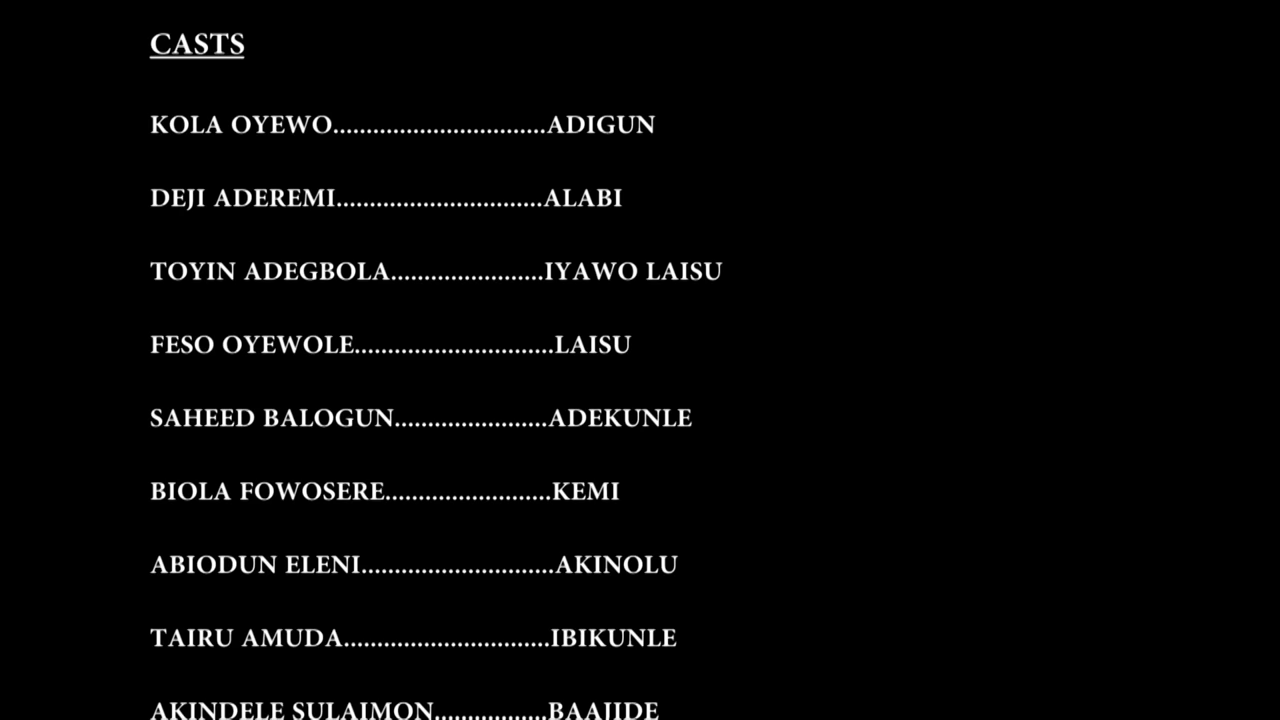 CASTS
KOLA OYEWO................................ADIGUN
DEJI ADEREMI...............................ALABI
TOYIN ADEGBOLA.......................IYAWO LAISU
FESO OYEWOLE..............................LAISU
SAHEED BALOGUN.......................ADEKUNLE
BIOLA FOWOSERE.........................KEMI
ABIODUN ELENI.............................AKINOLU
TAIRU AMUDA...............................IBIKUNLE
AKINDELE SULAIMON.................BAAJIDE